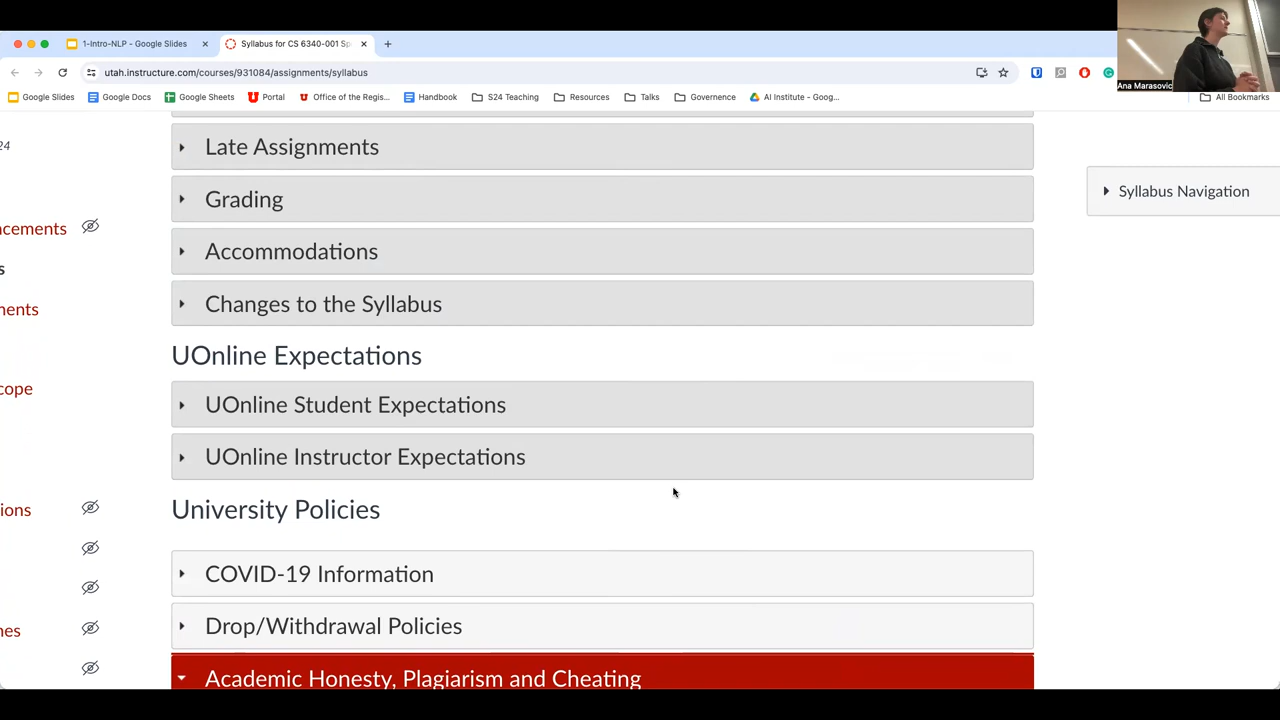 1-Intro-NLP - Google Slides
Syllabus for CS 6340-001 Sp
utah.instructure.com/courses/931084/assignments/syllabus
Google Slides
Google Docs
Google Sheets
Portal
Office of the Regis...
Handbook
S24 Teaching
Resources
Talks
Governence
AI Institute - Goog...
All Bookmarks
Ana Marasovic
24
ncements
s
nents
cope
ions
nes
Late Assignments
Grading
Accommodations
Changes to the Syllabus
UOnline Expectations
UOnline Student Expectations
UOnline Instructor Expectations
University Policies
COVID-19 Information
Drop/Withdrawal Policies
Academic Honesty, Plagiarism and Cheating
Syllabus Navigation